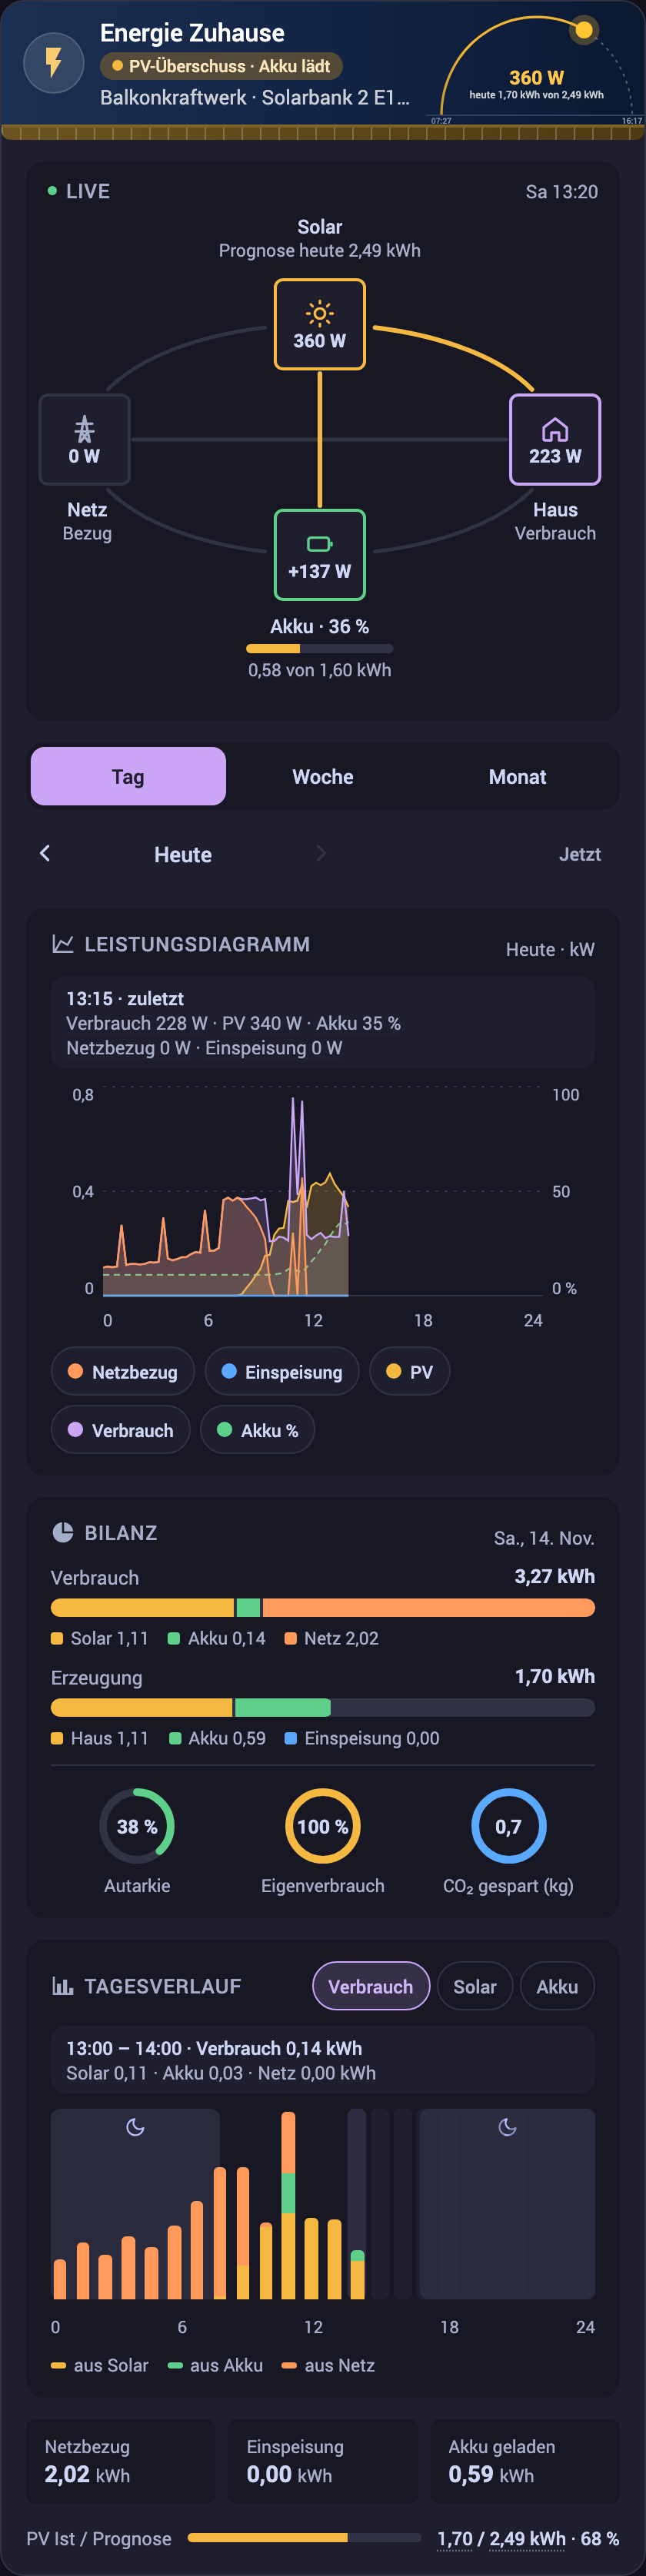 Energie Zuhause
PV-Überschuss · Akku lädt
Balkonkraftwerk · Solarbank 2 E1...
360 W
heute 1,70 kWh von 2,49 kWh
07:27
16:17
LIVE
Sa 13:20
Solar
Prognose heute 2,49 kWh
360 W
0 W
223 W
Netz
Bezug
Haus
Verbrauch
+137 W
Akku · 36 %
0,58 von 1,60 kWh
Tag
Woche
Monat
Heute
Jetzt
LEISTUNGSDIAGRAMM
Heute · kW
13:15 · zuletzt
Verbrauch 228 W · PV 340 W · Akku 35 %
Netzbezug 0 W · Einspeisung 0 W
0,8
100
0,4
50
0
0 %
0 6 12 18 24
Netzbezug
Einspeisung
PV
Verbrauch
Akku %
BILANZ
Sa., 14. Nov.
Verbrauch
3,27 kWh
Solar 1,11
Akku 0,14
Netz 2,02
Erzeugung
1,70 kWh
Haus 1,11
Akku 0,59
Einspeisung 0,00
38 %
100 %
0,7
Autarkie
Eigenverbrauch
CO₂ gespart (kg)
TAGESVERLAUF
Verbrauch
Solar
Akku
13:00 – 14:00 · Verbrauch 0,14 kWh
Solar 0,11 · Akku 0,03 · Netz 0,00 kWh
0 6 12 18 24
aus Solar
aus Akku
aus Netz
Netzbezug
2,02 kWh
Einspeisung
0,00 kWh
Akku geladen
0,59 kWh
PV Ist / Prognose
1,70 / 2,49 kWh · 68 %